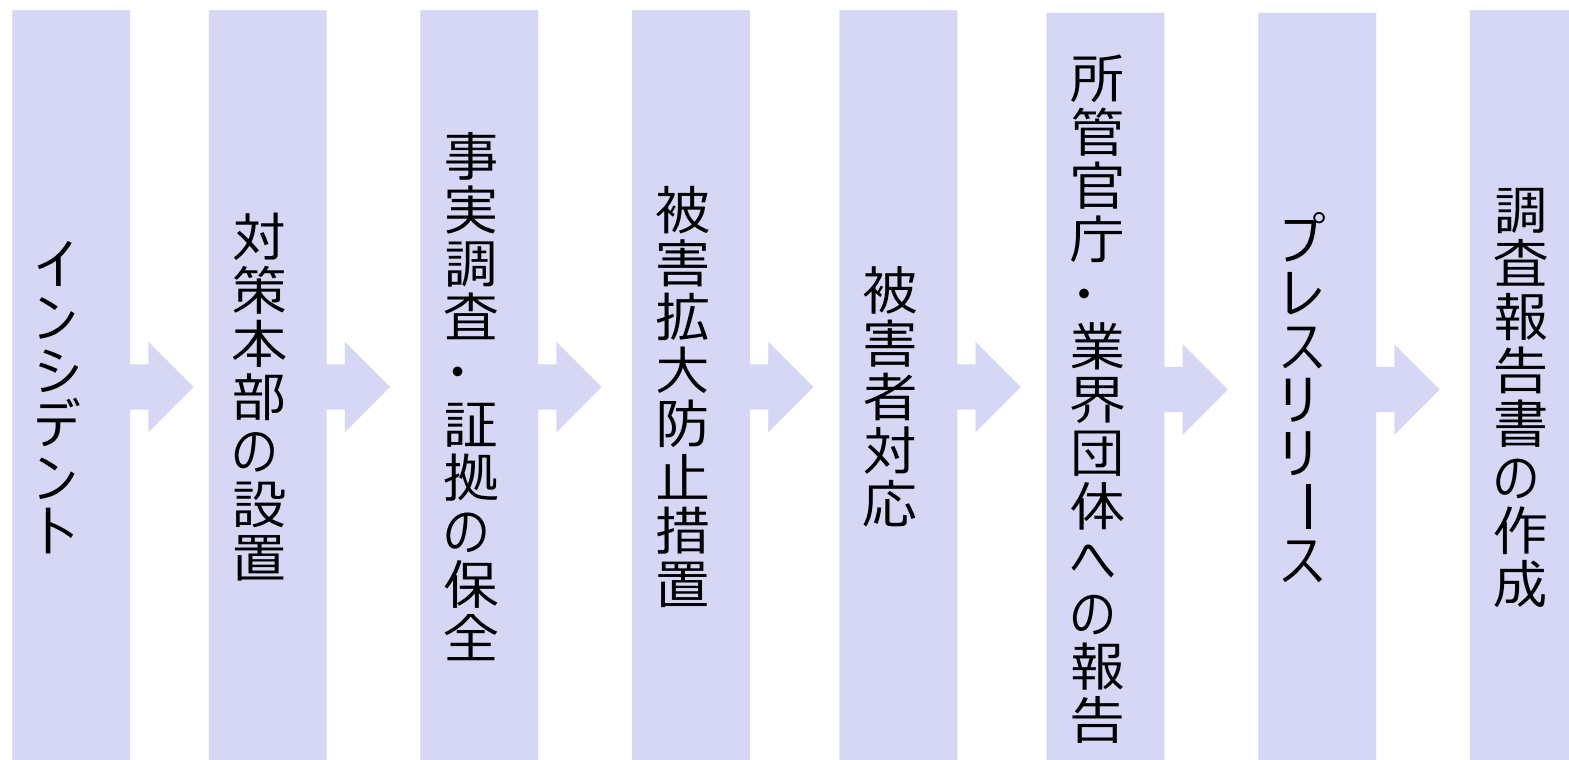 インシデント
対策本部の設置
事実調査・証拠の保全
被害拡大防止措置
被害者対応
所管官庁・業界団体への報告
プレスリリース
調査報告書の作成